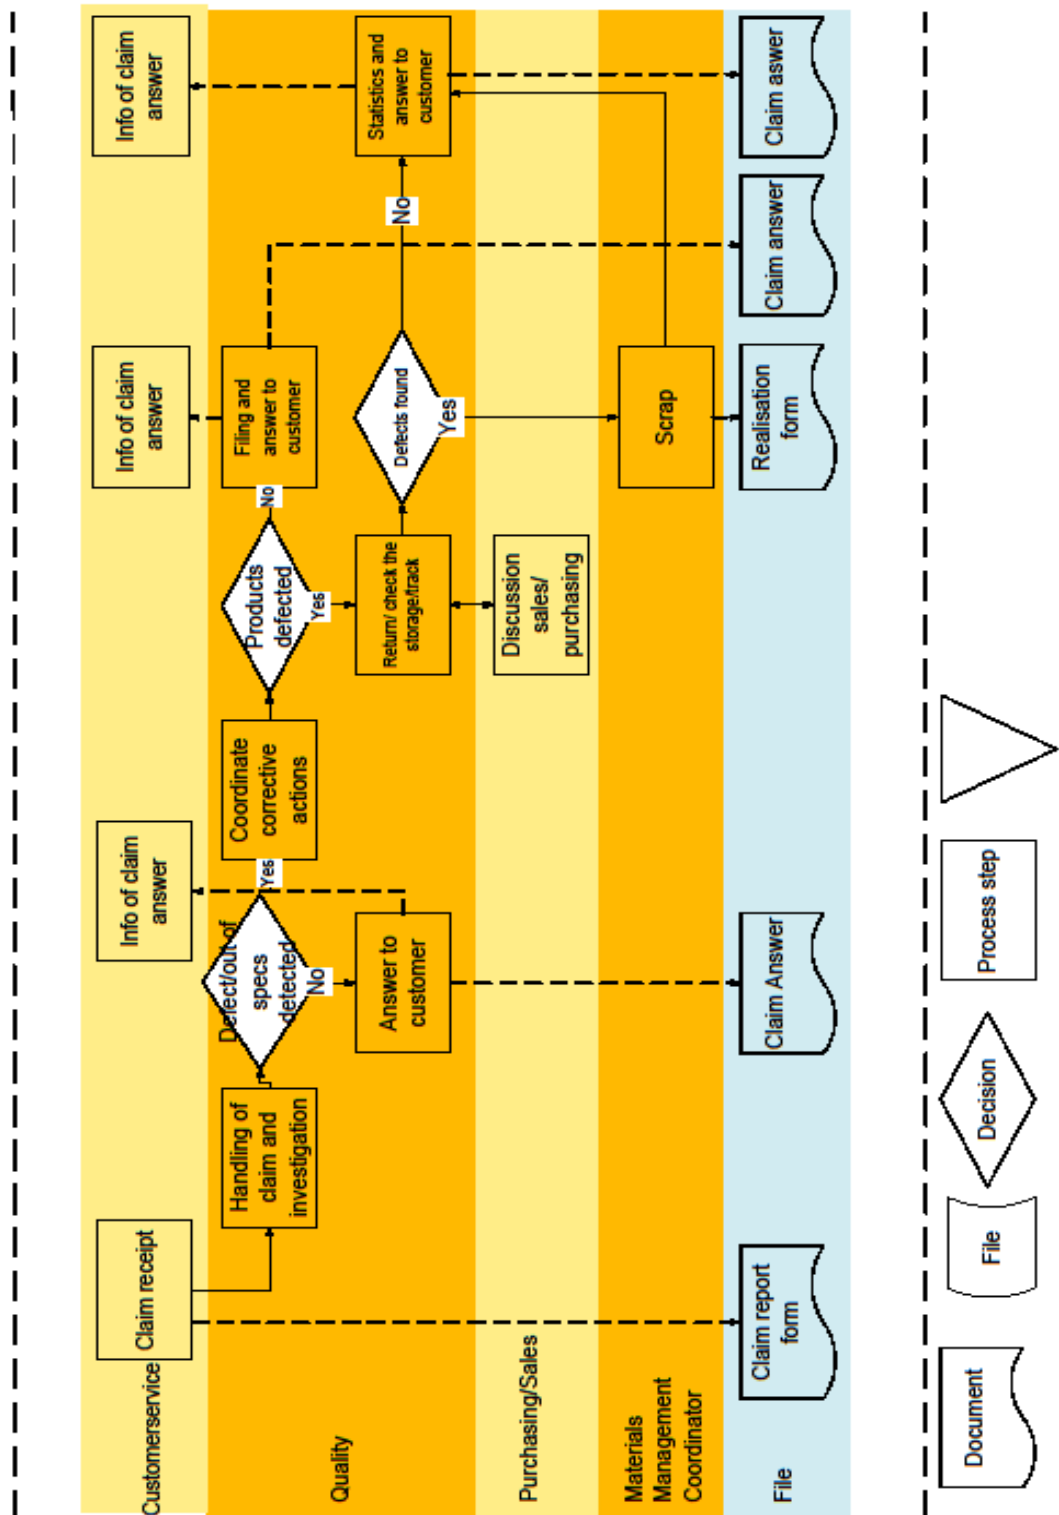 Customerservice
Claim receipt
Info of claim
answer
Info of claim
answer
Info of claim
answer
Quality
Handling of
claim and
investigation
Defect/out of
specs
detected
Yes
No
Answer to
customer
Coordinate
corrective
actions
Products
defected
No
Yes
Filing and
answer to
customer
Return/ check the
storage/track
Defects found
No
Yes
Statistics and
answer to
customer
Purchasing/Sales
Discussion
sales/
purchasing
Materials
Management
Coordinator
Scrap
File
Claim report
form
Claim Answer
Realisation
form
Claim answer
Claim aswer
Document
File
Decision
Process step